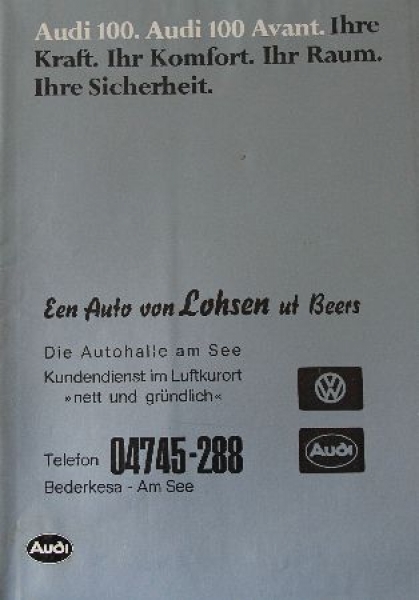 Audi 100. Audi 100 Avant. Ihre
Kraft. Ihr Komfort. Ihr Raum.
Ihre Sicherheit.
Een Auto von Lohsen ut Beers
Die Autohalle am See
Kundendienst im Luftkurort
»nett und gründlich«
VW
Audi
Telefon 04745-288
Bederkesa - Am See
Audi